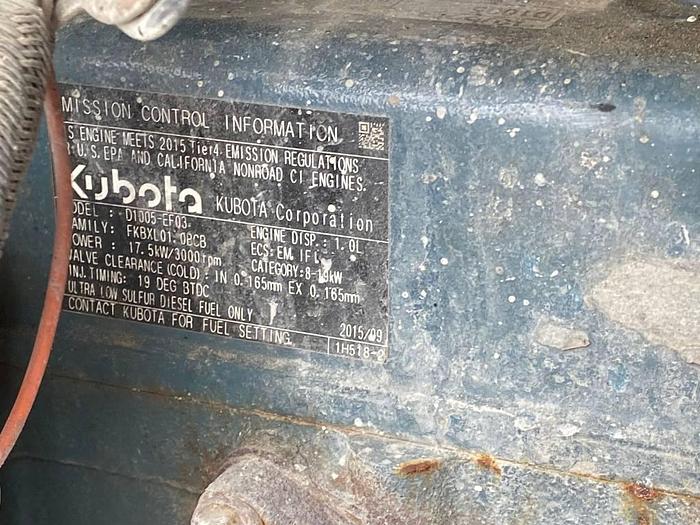 MISSION CONTROL INFORMATION
S ENGINE MEETS 2015 Tier4 EMISSION REGULATIONS
U.S. EPA AND CALIFORNIA NONROAD CI ENGINES.
Kubota KUBOTA Corporation
ODEL : D1005-EF03 ENGINE DISP.: 1.0L
AMILY: FKBXL01.0BCB ECS:EM IFI
OWER : 17.5kW/3000rpm CATEGORY:8-19kW
ALVE CLEARANCE (COLD): IN 0.165mm EX 0.165mm
NJ.TIMING: 19 DEG BTDC
ULTRA LOW SULFUR DIESEL FUEL ONLY
CONTACT KUBOTA FOR FUEL SETTING. 2015/09
1H518-2